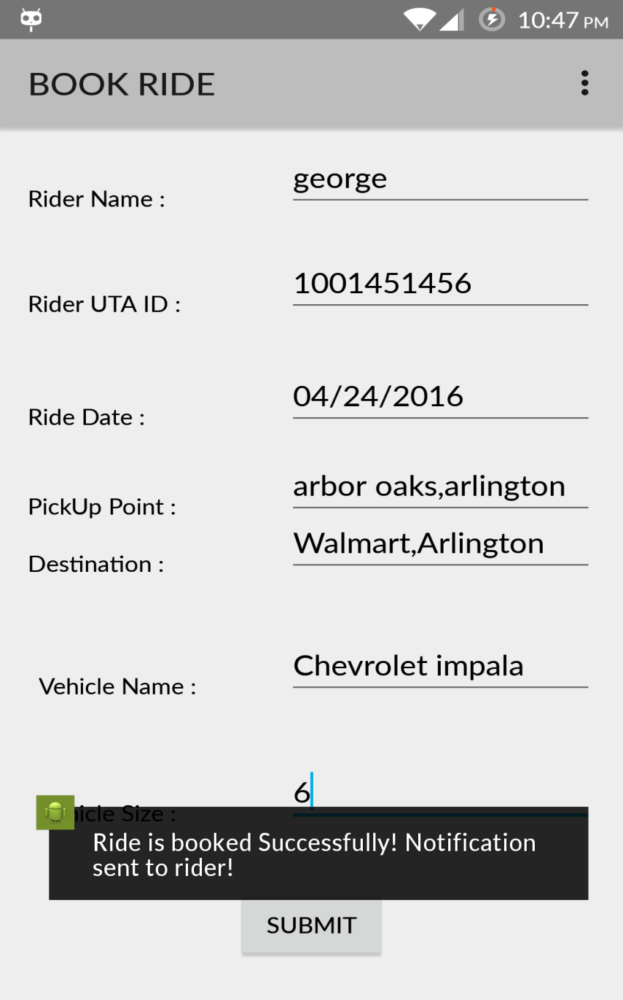 10:47 PM
BOOK RIDE
Rider Name : george
Rider UTA ID : 1001451456
Ride Date : 04/24/2016
PickUp Point : arbor oaks,arlington
Destination : Walmart,Arlington
Vehicle Name : Chevrolet impala
hicle Size : 6
Ride is booked Successfully! Notification
sent to rider!
SUBMIT